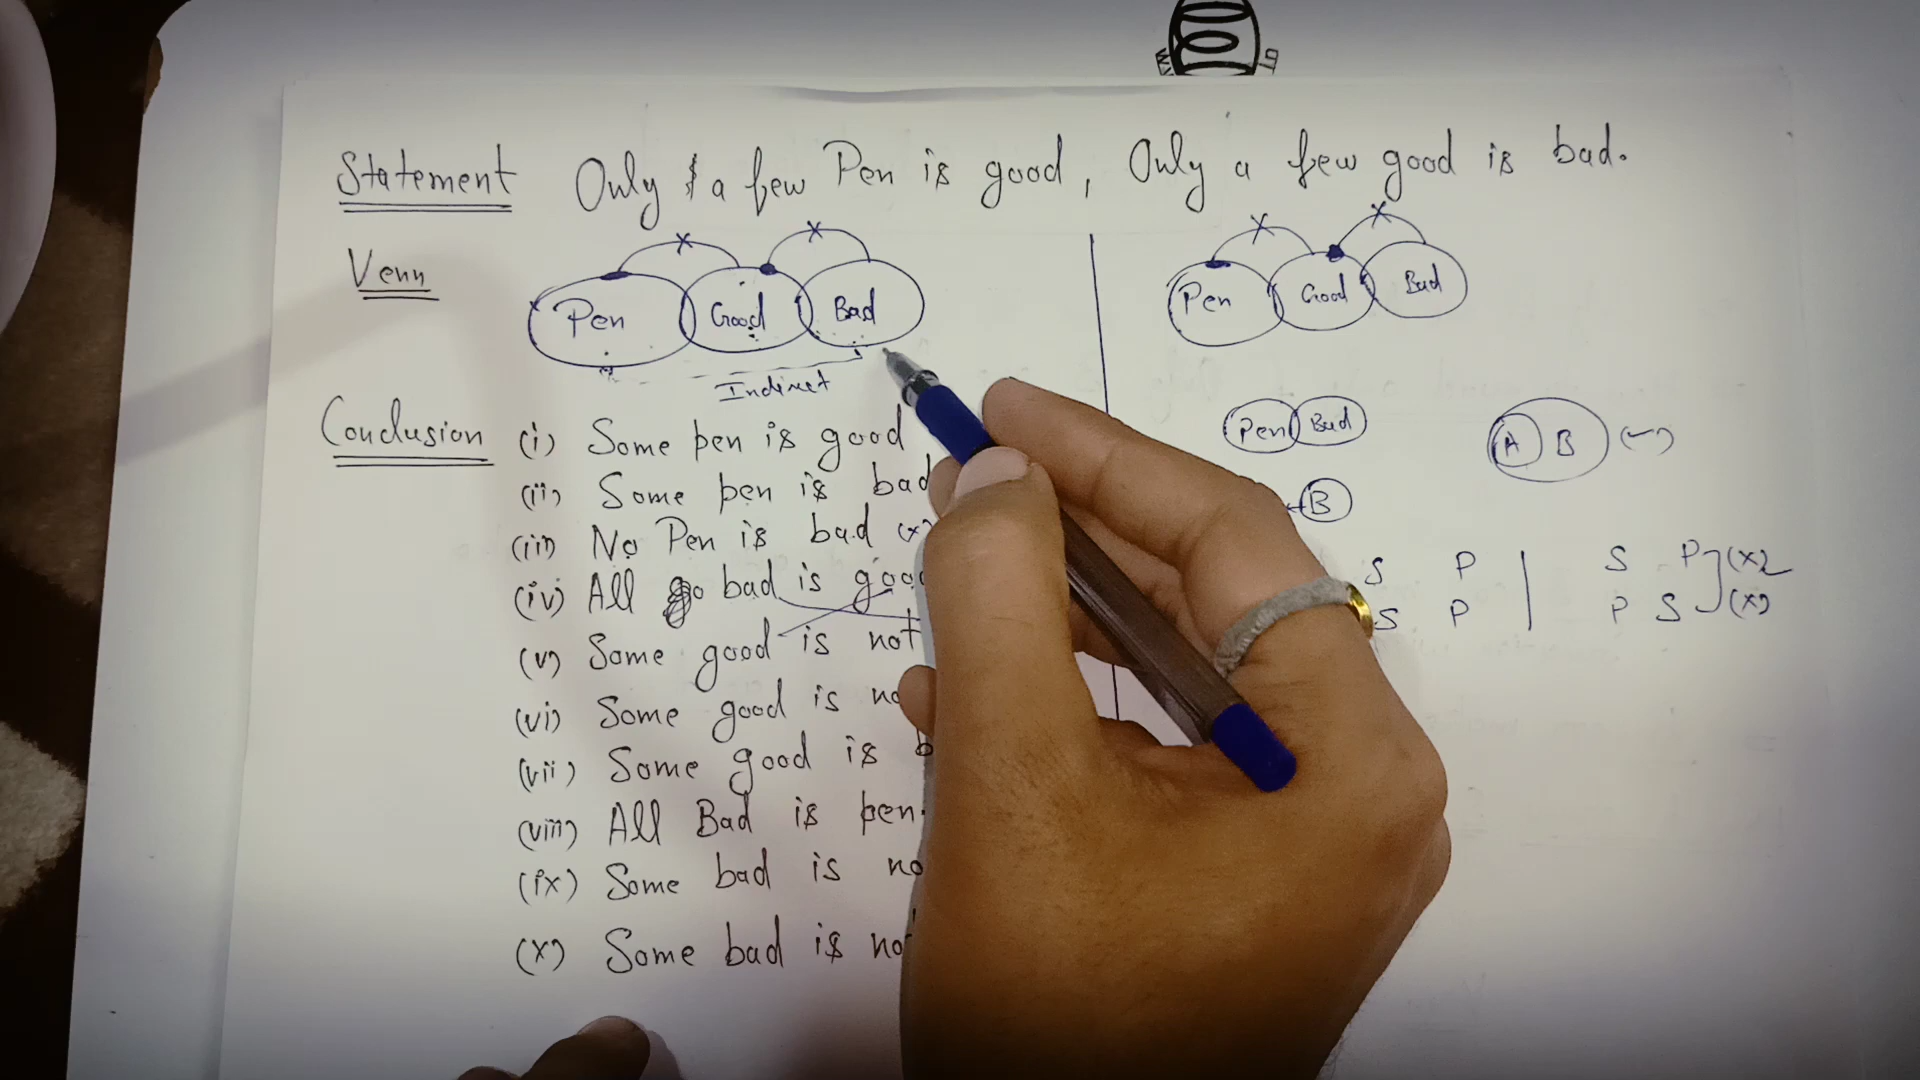 Statement Only a few Pen is good, Only a few good is bad.
Venn
Pen Good Bad
Indirect
Pen Good Bad
Pen Bad
A B (✓)
B
S P
S P
S P (x)
P S (x)
Conclusion (i) Some pen is good
(ii) Some pen is bad
(iii) No Pen is bad (x)
(iv) All bad is good
(v) Some good is not
(vi) Some good is no
(vii) Some good is b
(viii) All Bad is pen.
(ix) Some bad is no
(x) Some bad is not